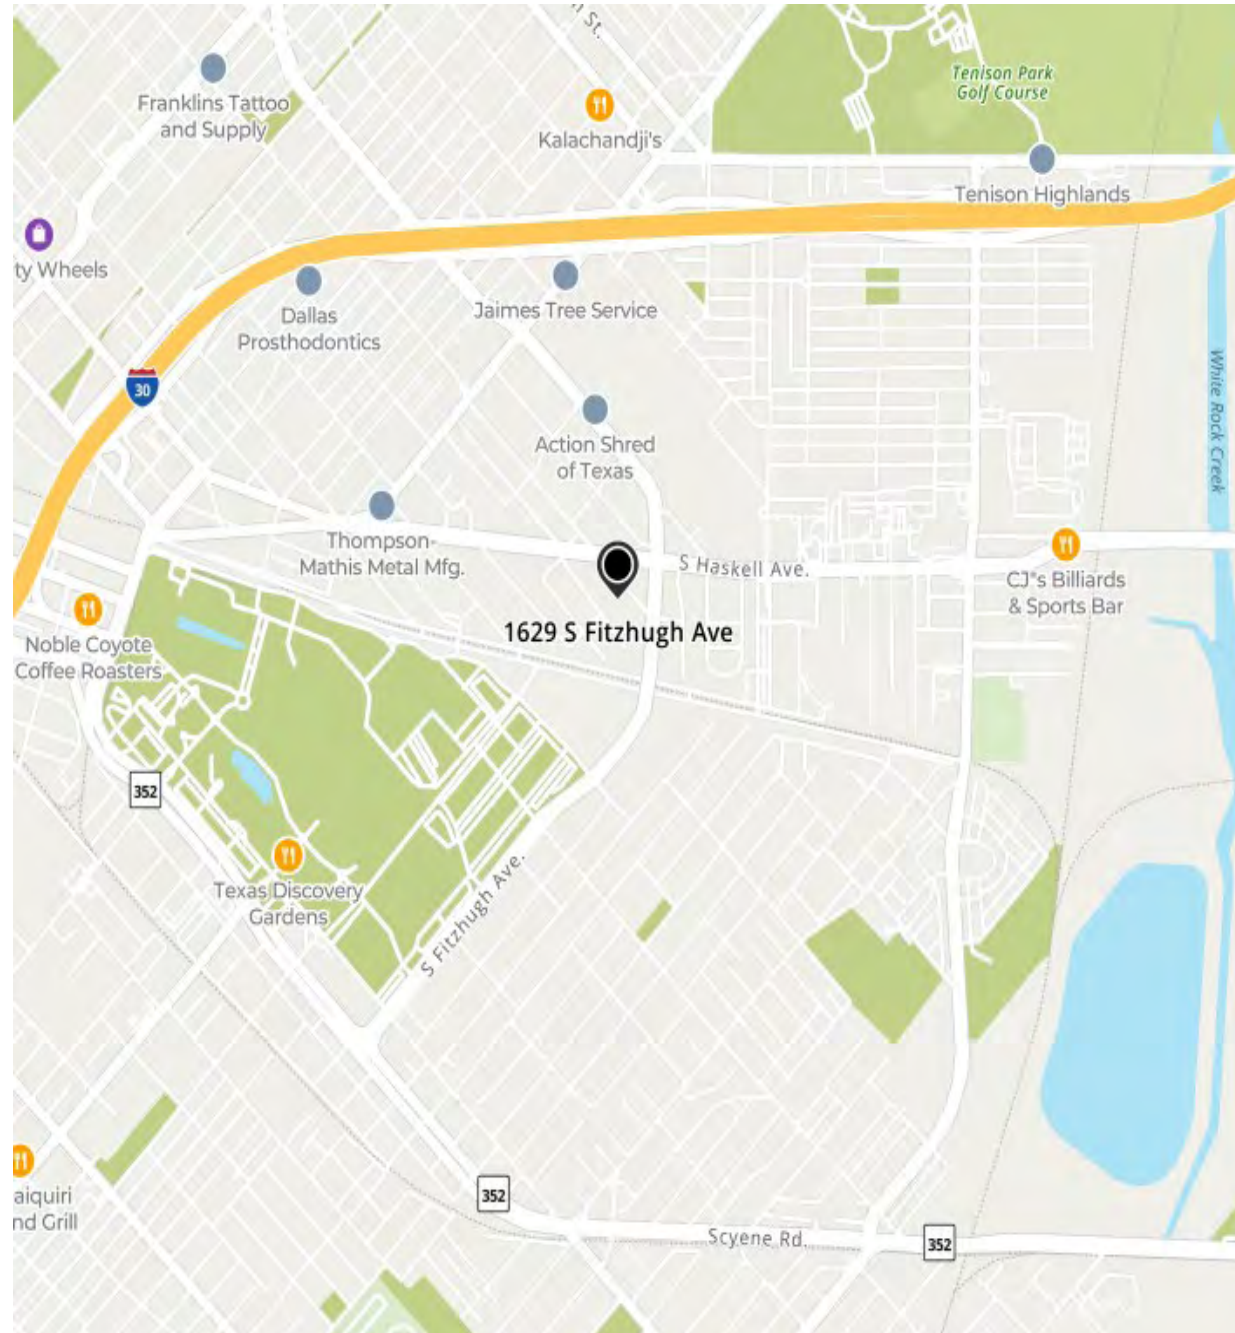 n St.
Tenison Park
Golf Course
Franklins Tattoo
and Supply
Kalachandji's
Tenison Highlands
ty Wheels
Jaimes Tree Service
Dallas
Prosthodontics
30
White Rock Creek
Action Shred
of Texas
Thompson-
Mathis Metal Mfg.
S Haskell Ave.
CJ"s Billiards
& Sports Bar
1629 S Fitzhugh Ave
Noble Coyote
Coffee Roasters
352
Texas Discovery
Gardens
S Fitzhugh Ave.
aiquiri
nd Grill
352
Scyene Rd.
352